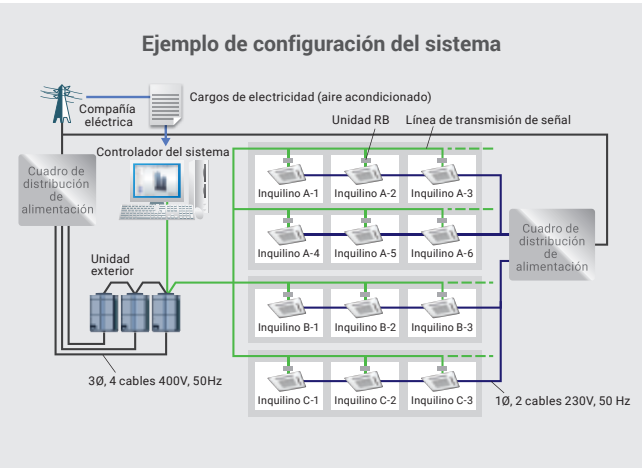 Ejemplo de configuración del sistema
Compañía
eléctrica
Cargos de electricidad (aire acondicionado)
Unidad RB
Línea de transmisión de señal
Controlador del sistema
Cuadro de
distribución
de
alimentación
Inquilino A-1
Inquilino A-2
Inquilino A-3
Inquilino A-4
Inquilino A-5
Inquilino A-6
Cuadro de
distribución
de
alimentación
Unidad
exterior
Inquilino B-1
Inquilino B-2
Inquilino B-3
3Ø, 4 cables 400V, 50Hz
Inquilino C-1
Inquilino C-2
Inquilino C-3
1Ø, 2 cables 230V, 50 Hz